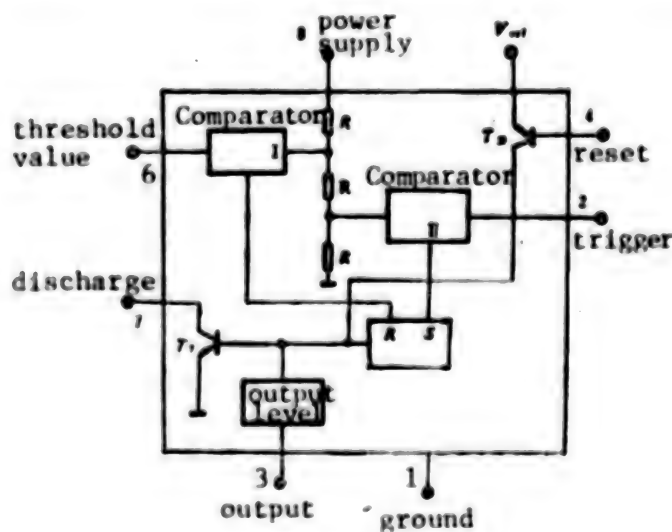 8 power
supply
Comparator
R
4
threshold
value
6
I
reset
R
Comparator
2
II
trigger
R
discharge
R S
output
level
3
output
1
ground